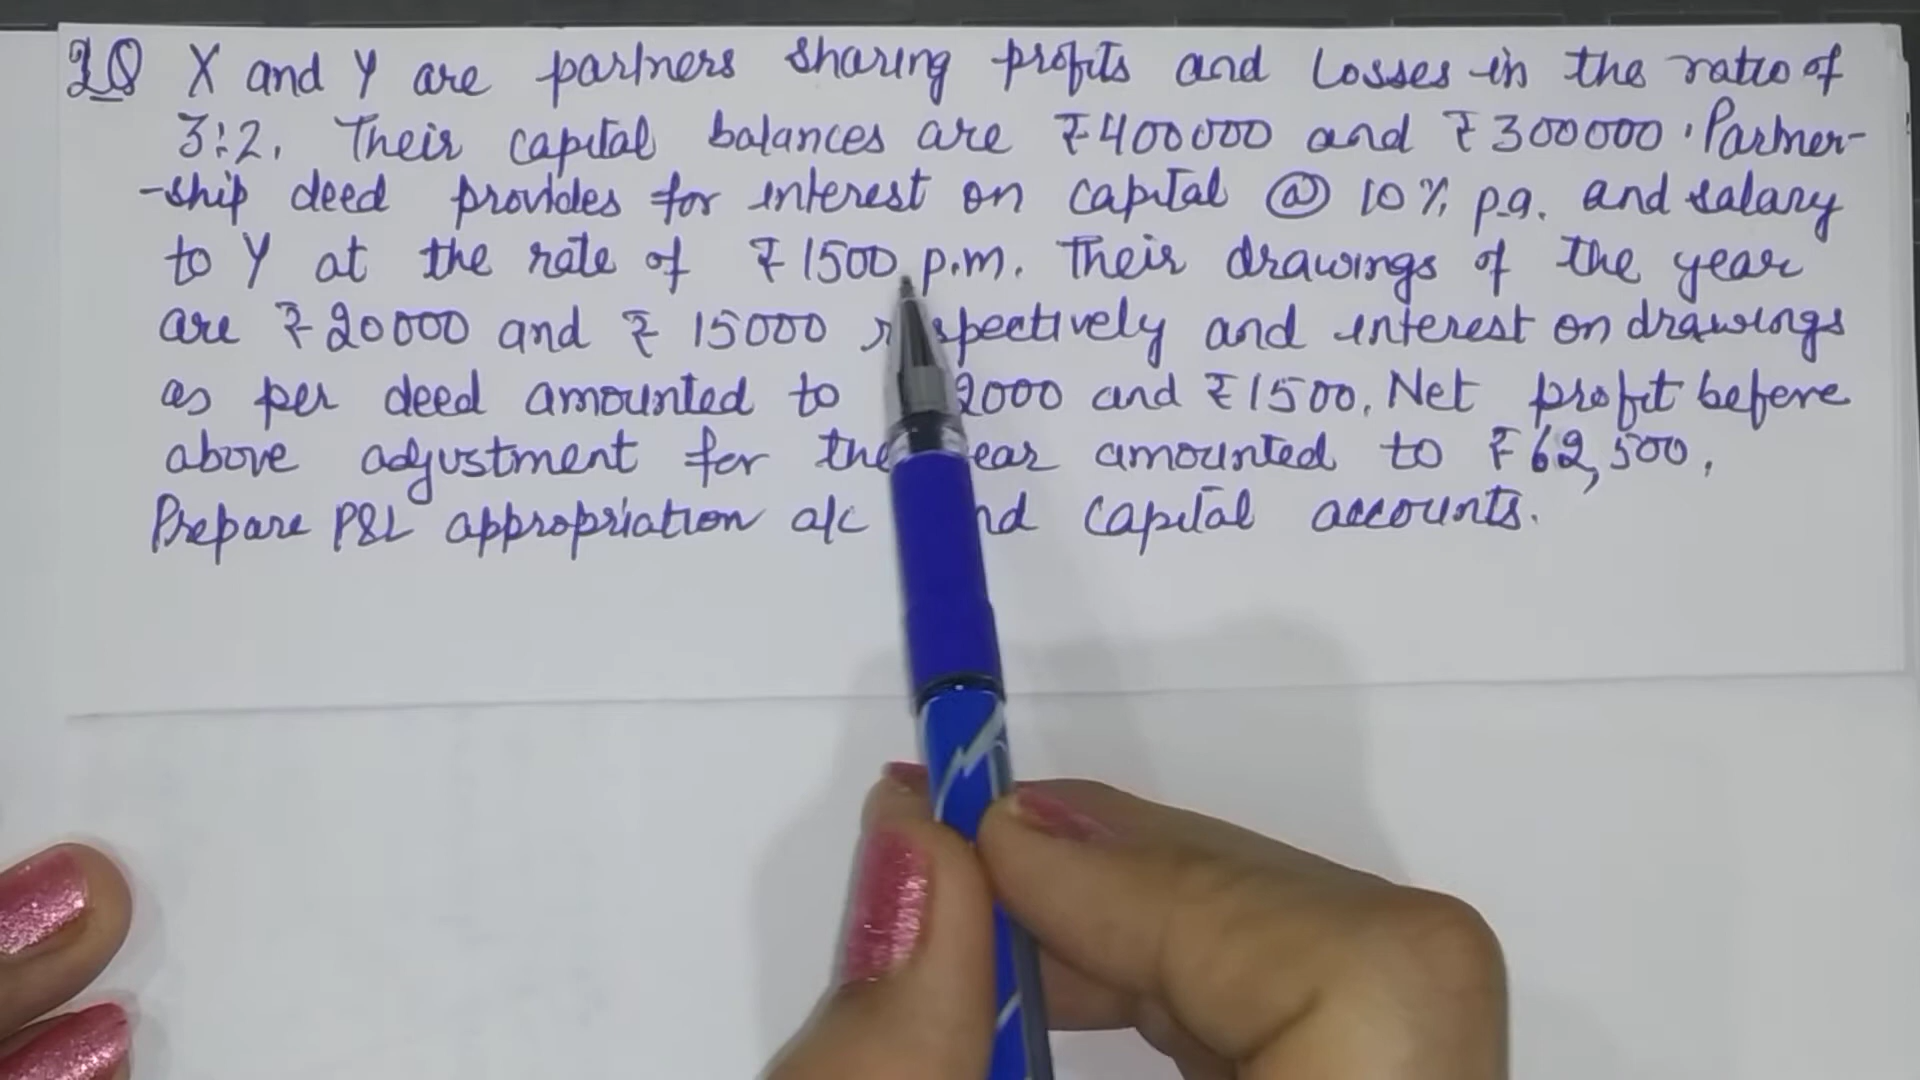 2Q X and Y are partners sharing profits and Losses in the ratio of
3:2. Their capital balances are ₹400000 and ₹300000. Partner-
-ship deed provides for interest on capital @ 10% p.a. and salary
to Y at the rate of ₹1500 p.m. Their drawings of the year
are ₹20000 and ₹15000 and interest on drawings
as per deed amounted to 2000 and ₹1500. Net profit before
above adjustment for the amounted to ₹62,500.
Prepare P&L appropriation a/c capital accounts.